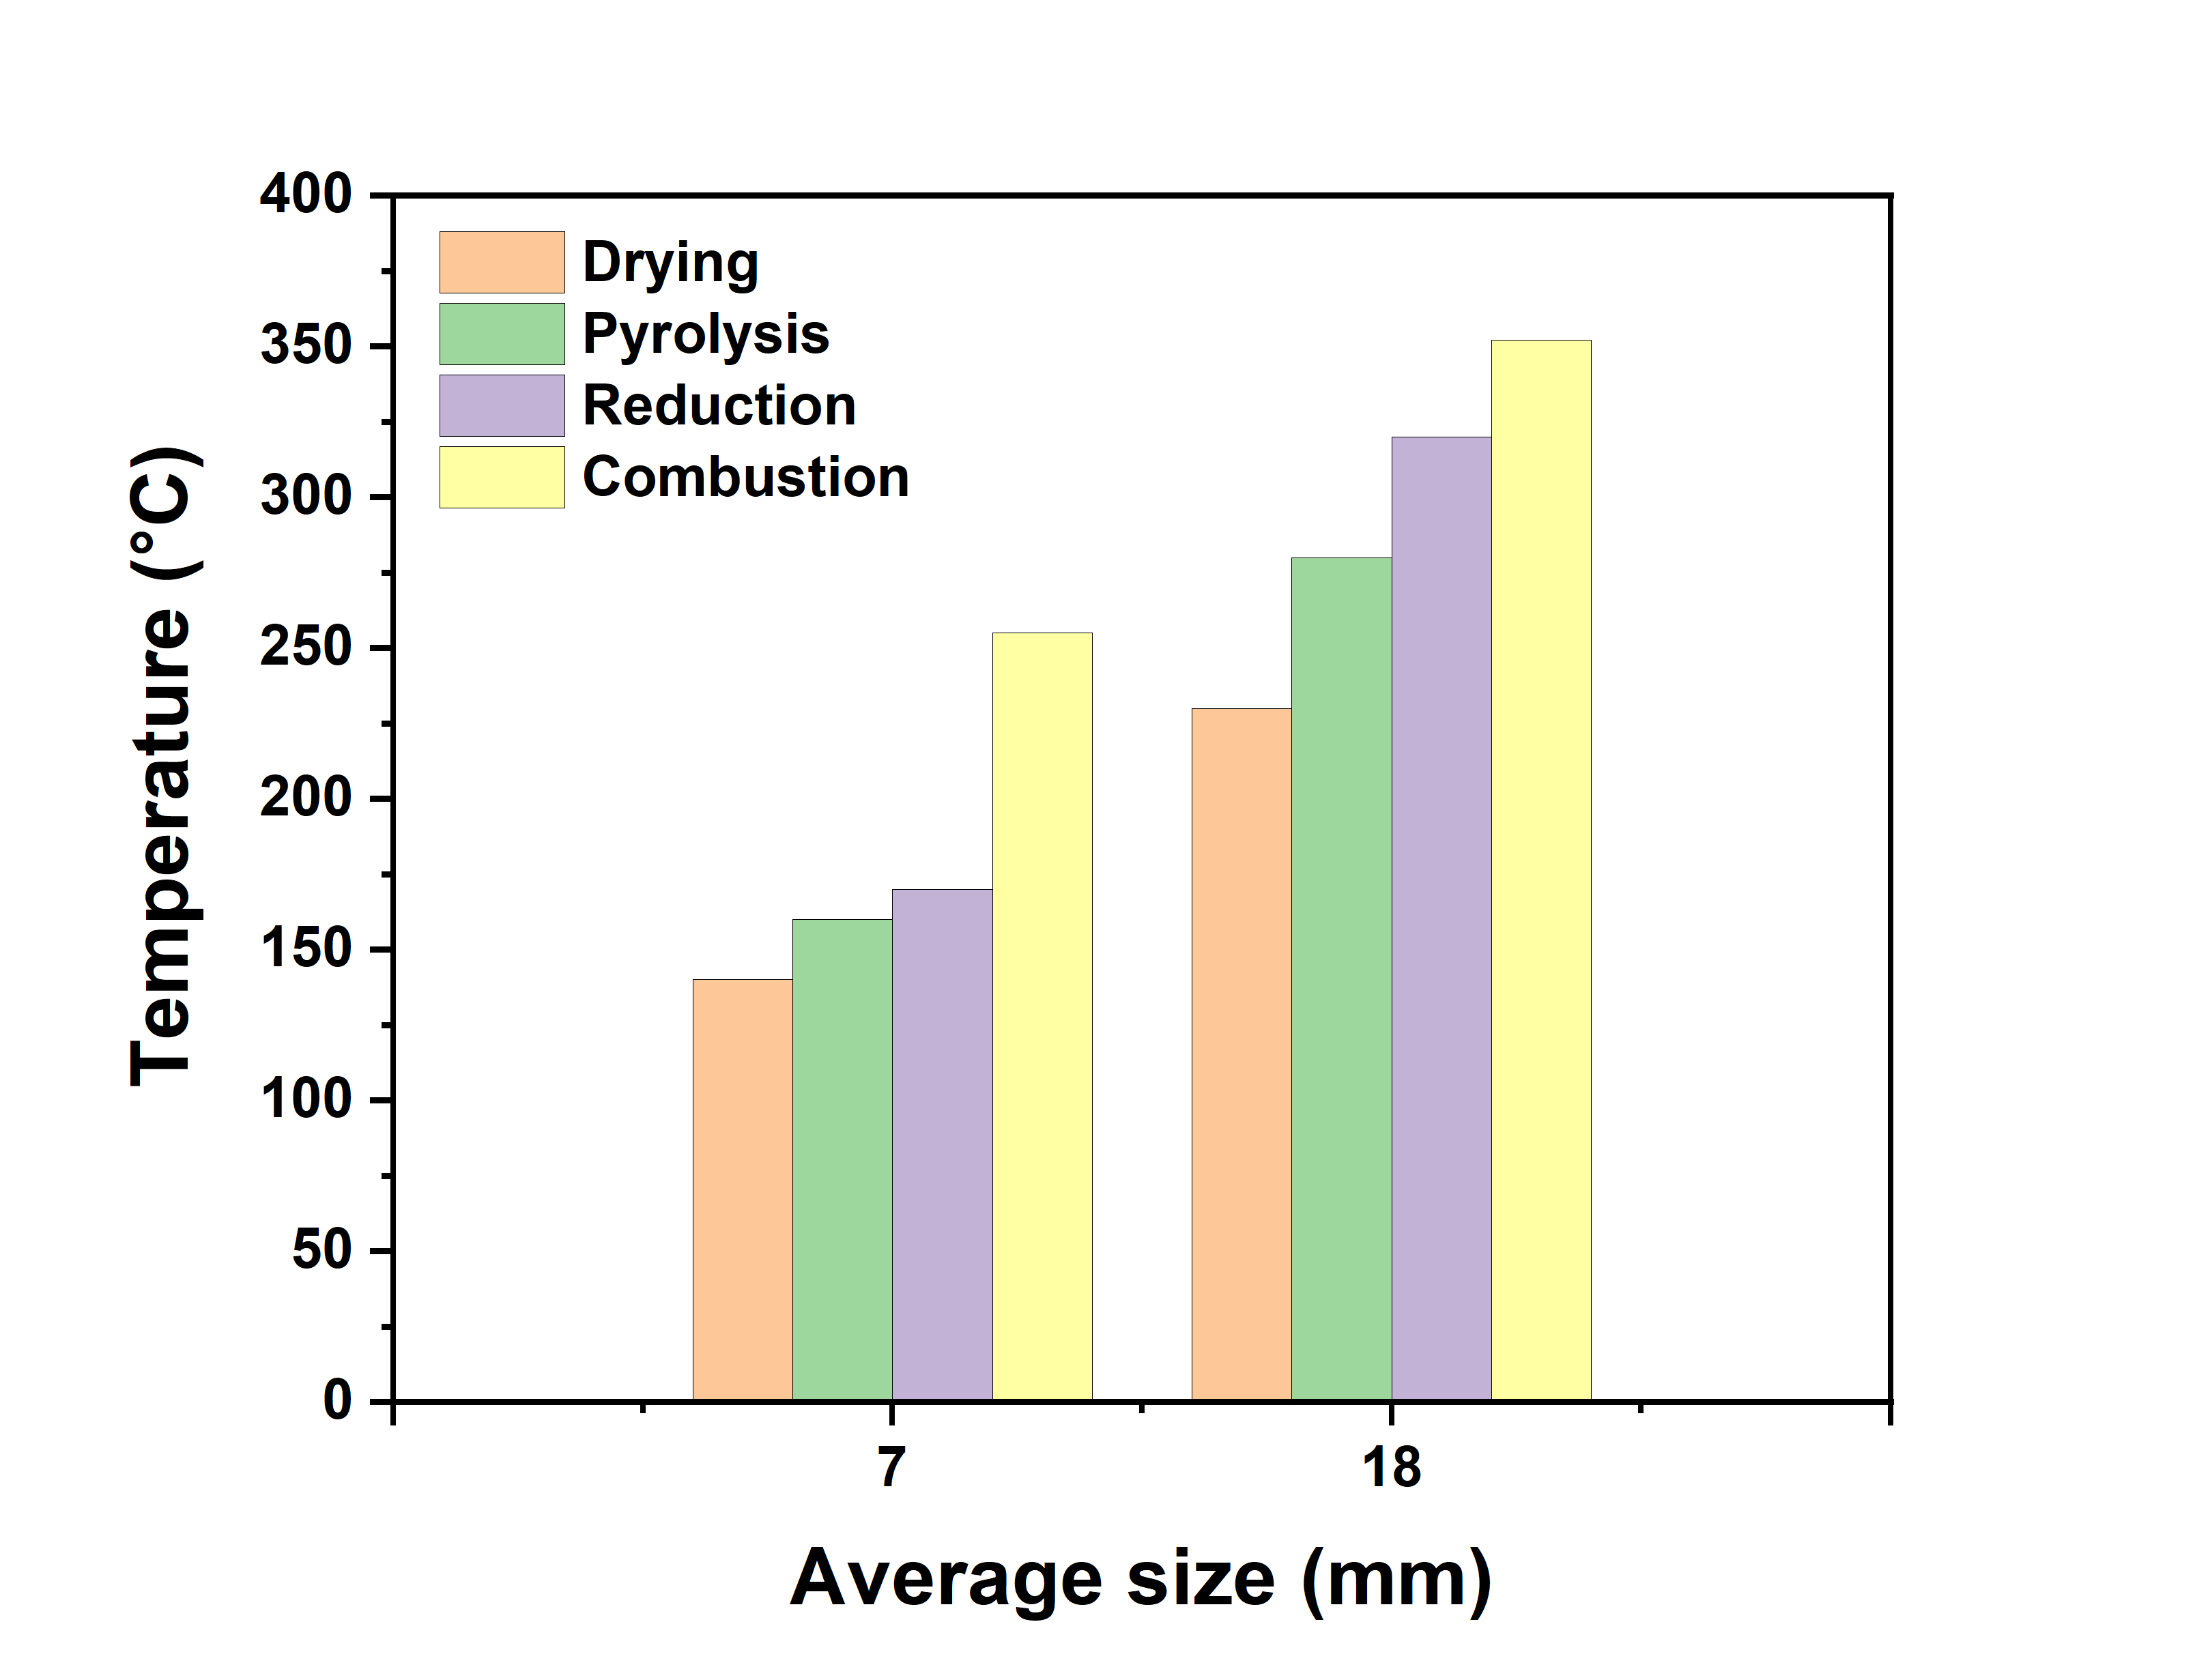 400
350
300
250
200
150
100
50
0
Temperature (°C)
Drying
Pyrolysis
Reduction
Combustion
7
18
Average size (mm)